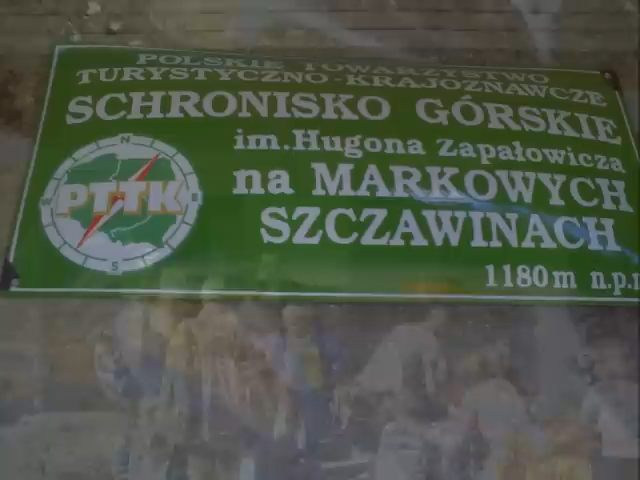 POLSKIE TOWARZYSTWO
TURYSTYCZNO-KRAJOZNAWCZE
SCHRONISKO GÓRSKIE
im. Hugona Zapałowicza
na MARKOWYCH
SZCZAWINACH
1180m n.p.
N
W
PTTK
S